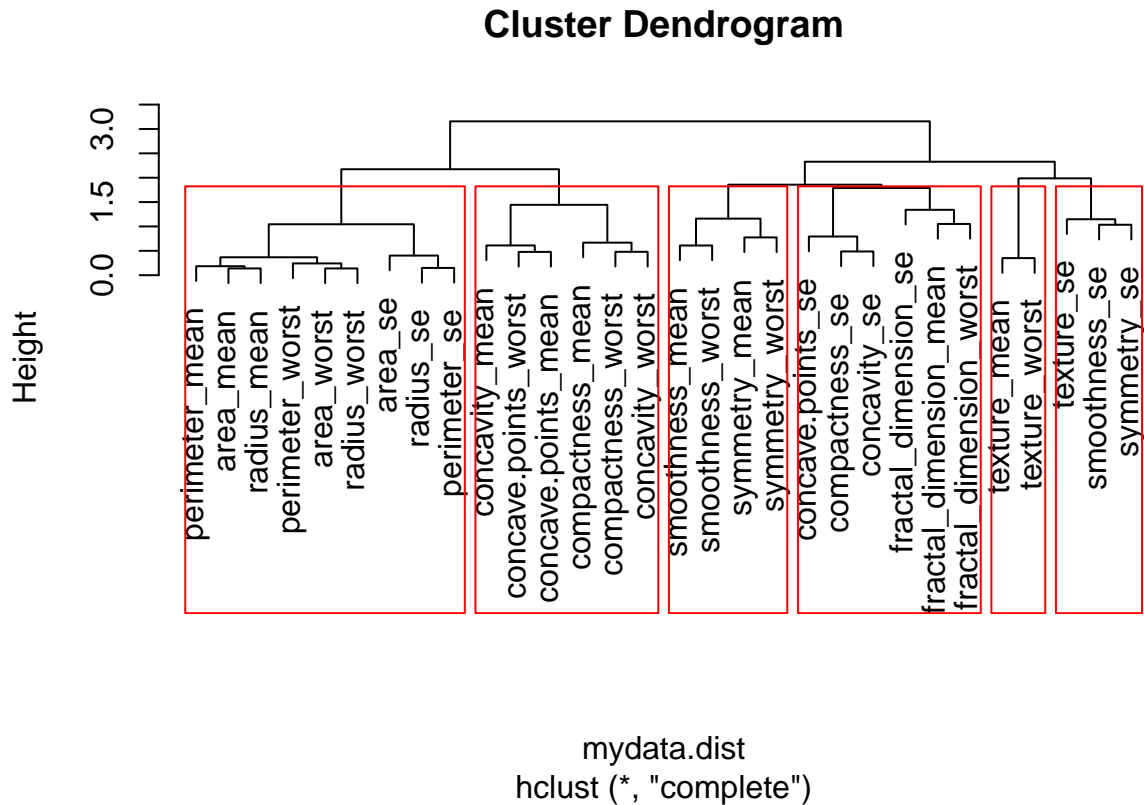 Cluster Dendrogram
Height
3.0
1.5
0.0
perimeter_mean
area_mean
radius_mean
perimeter_worst
area_worst
radius_worst
area_se
radius_se
perimeter_se
concavity_mean
concave.points_worst
concave.points_mean
compactness_mean
compactness_worst
concavity_worst
smoothness_mean
smoothness_worst
symmetry_mean
symmetry_worst
concave.points_se
compactness_se
concavity_se
fractal_dimension_se
fractal_dimension_mean
fractal_dimension_worst
texture_mean
texture_worst
texture_se
smoothness_se
symmetry_se
mydata.dist
hclust (*, "complete")